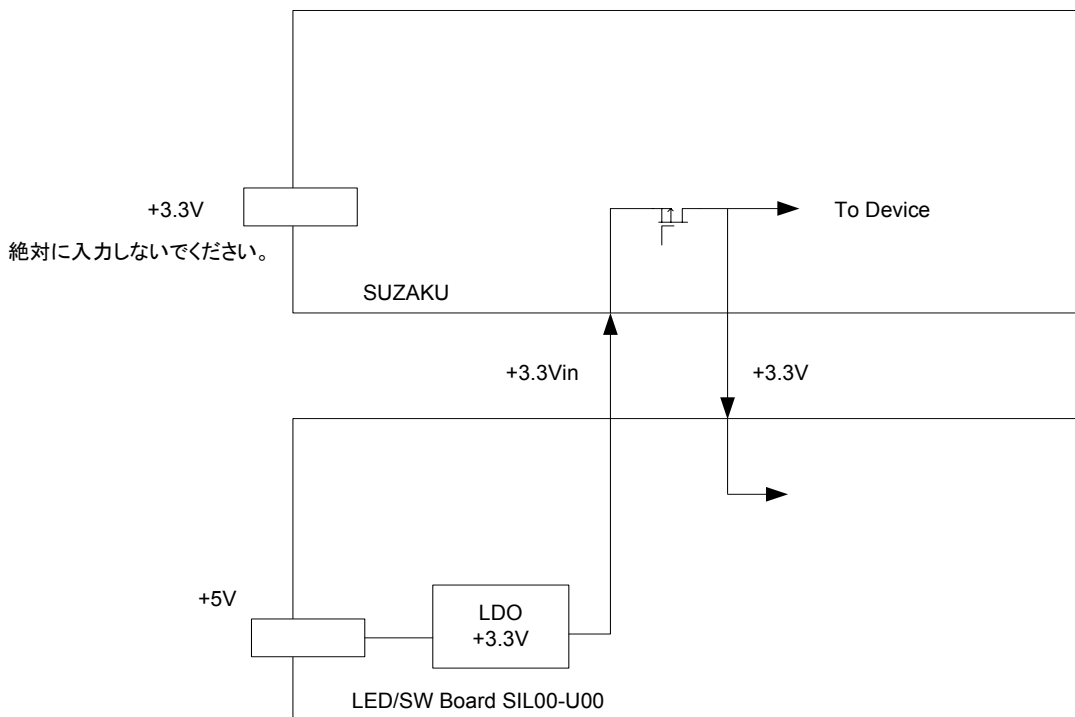 +3.3V
絶対に入力しないでください。
To Device
SUZAKU
+3.3Vin
+3.3V
+5V
LDO
+3.3V
LED/SW Board SIL00-U00